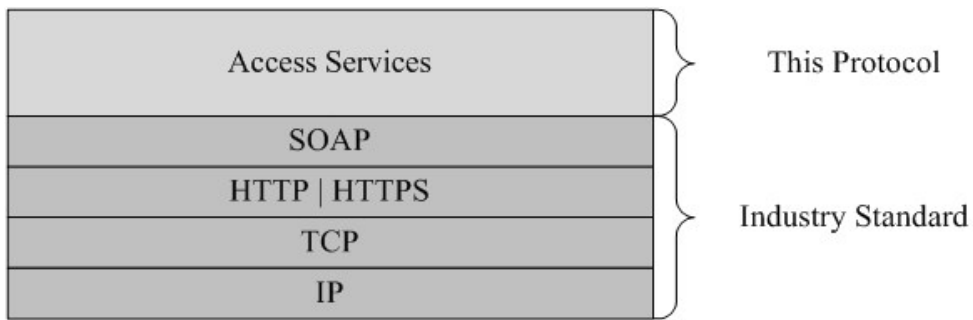 Access Services
This Protocol
SOAP
HTTP | HTTPS
TCP
IP
Industry Standard